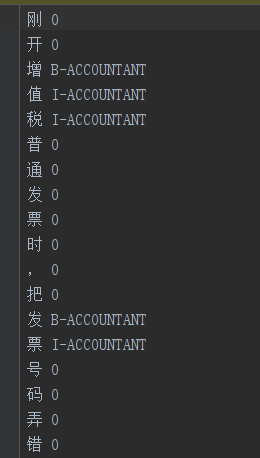 刚 O
开 O
增 B-ACCOUNTANT
值 I-ACCOUNTANT
税 I-ACCOUNTANT
普 O
通 O
发 O
票 O
时 O
， O
把 O
发 B-ACCOUNTANT
票 I-ACCOUNTANT
号 O
码 O
弄 O
错 O